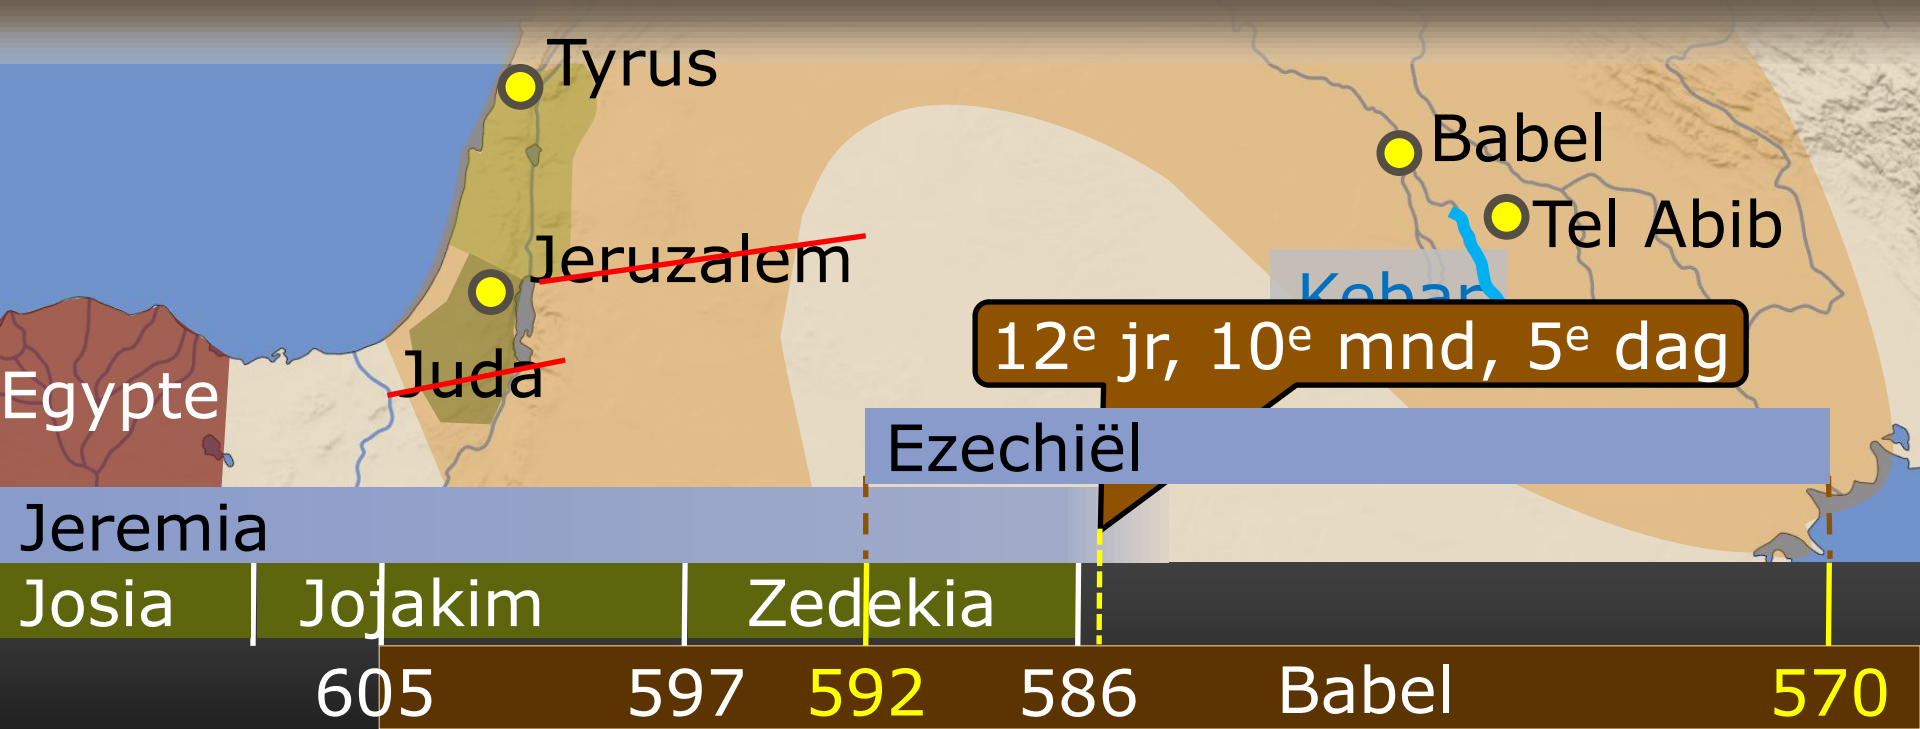 Tyrus
Babel
Tel Abib
Jeruzalem
Kebar
12e jr, 10e mnd, 5e dag
Juda
Egypte
Ezechiël
Jeremia
Josia Jojakim Zedekia
605 597 592 586 Babel 570